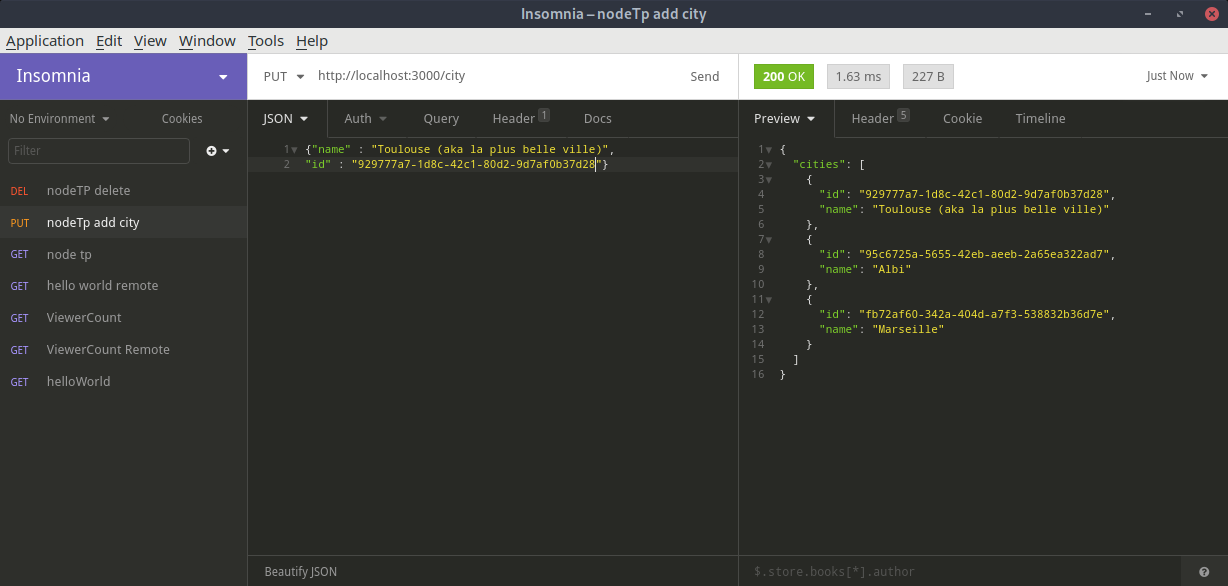 Insomnia – nodeTp add city
Application Edit View Window Tools Help
Insomnia
PUT http://localhost:3000/city Send
200 OK 1.63 ms 227 B Just Now
No Environment Cookies
JSON Auth Query Header 1 Docs
Preview Header 5 Cookie Timeline
Filter
DEL nodeTP delete
PUT nodeTp add city
GET node tp
GET hello world remote
GET ViewerCount
GET ViewerCount Remote
GET helloWorld
1 {"name" : "Toulouse (aka la plus belle ville)",
2 "id" : "929777a7-1d8c-42c1-80d2-9d7af0b37d28"}
1 {
2 "cities": [
3 {
4 "id": "929777a7-1d8c-42c1-80d2-9d7af0b37d28",
5 "name": "Toulouse (aka la plus belle ville)"
6 },
7 {
8 "id": "95c6725a-5655-42eb-aeeb-2a65ea322ad7",
9 "name": "Albi"
10 },
11 {
12 "id": "fb72af60-342a-404d-a7f3-538832b36d7e",
13 "name": "Marseille"
14 }
15 ]
16 }
Beautify JSON
$.store.books[*].author